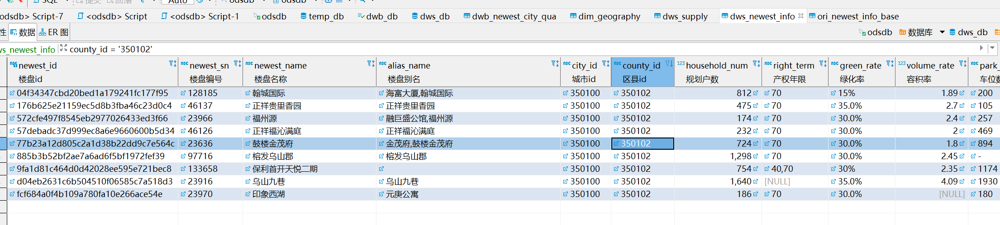 SQL 提交 回滚 Auto odsdb odsdb
odsdb> Script-7 <odsdb> Script <odsdb> Script-1 odsdb temp_db dwb_db dws_db dwb_newest_city_qua dim_geography dws_supply dws_newest_info ori_newest_info_base
性 数据 ER 图 odsdb 数据库 dws_db
ws_newest_info county_id = '350102'
newest_id newest_sn newest_name alias_name city_id county_id household_num right_term green_rate volume_rate park_
楼盘id 楼盘编号 楼盘名称 楼盘别名 城市id 区县id 规划户数 产权年限 绿化率 容积率 车位数
04f34347cbd20bed1a179241fc177f95 128185 翰城国际 海富大厦,翰城国际 350100 350102 812 70 15% 1.89 200
176b625e21159ec5d8b3fba46c23d0c4 46137 正祥贵里香园 正祥贵里香园 350100 350102 475 70 35.0% 2.7 105
572cfe497f8545eb2977026433ed3f66 23966 福州源 融巨盛公馆,福州源 350100 350102 174 70 30.0% 2.4 257
57debadc37d999ec8a6e9660600b5d34 46126 正祥福沁满庭 正祥福沁满庭 350100 350102 232 70 30.0% 2 469
77b23a12d805c2a1d38b22dd9c7e564c 23636 鼓楼金茂府 金茂府,鼓楼金茂府 350100 350102 724 70 30.0% 1.8 894
885b3b52bf2ae7a6ad6f5bf1972fef39 97716 榕发乌山郡 榕发乌山郡 350100 350102 1,298 70 30.0% 2.45 -
9fa1d81c464d0d42028ee595e721bec8 133658 保利首开天悦二期 350100 350102 754 40,70 30% 2.35 1174
d04eb2631c6b504510f06585c7a518d3 23916 乌山九巷 乌山九巷 350100 350102 1,640 [NULL] 35.0% 4.09 1930
fcf684a0f4b109a780fa10e266ace54e 23970 印象西湖 元庚公寓 350100 350102 186 70 30.0% [NULL] 180